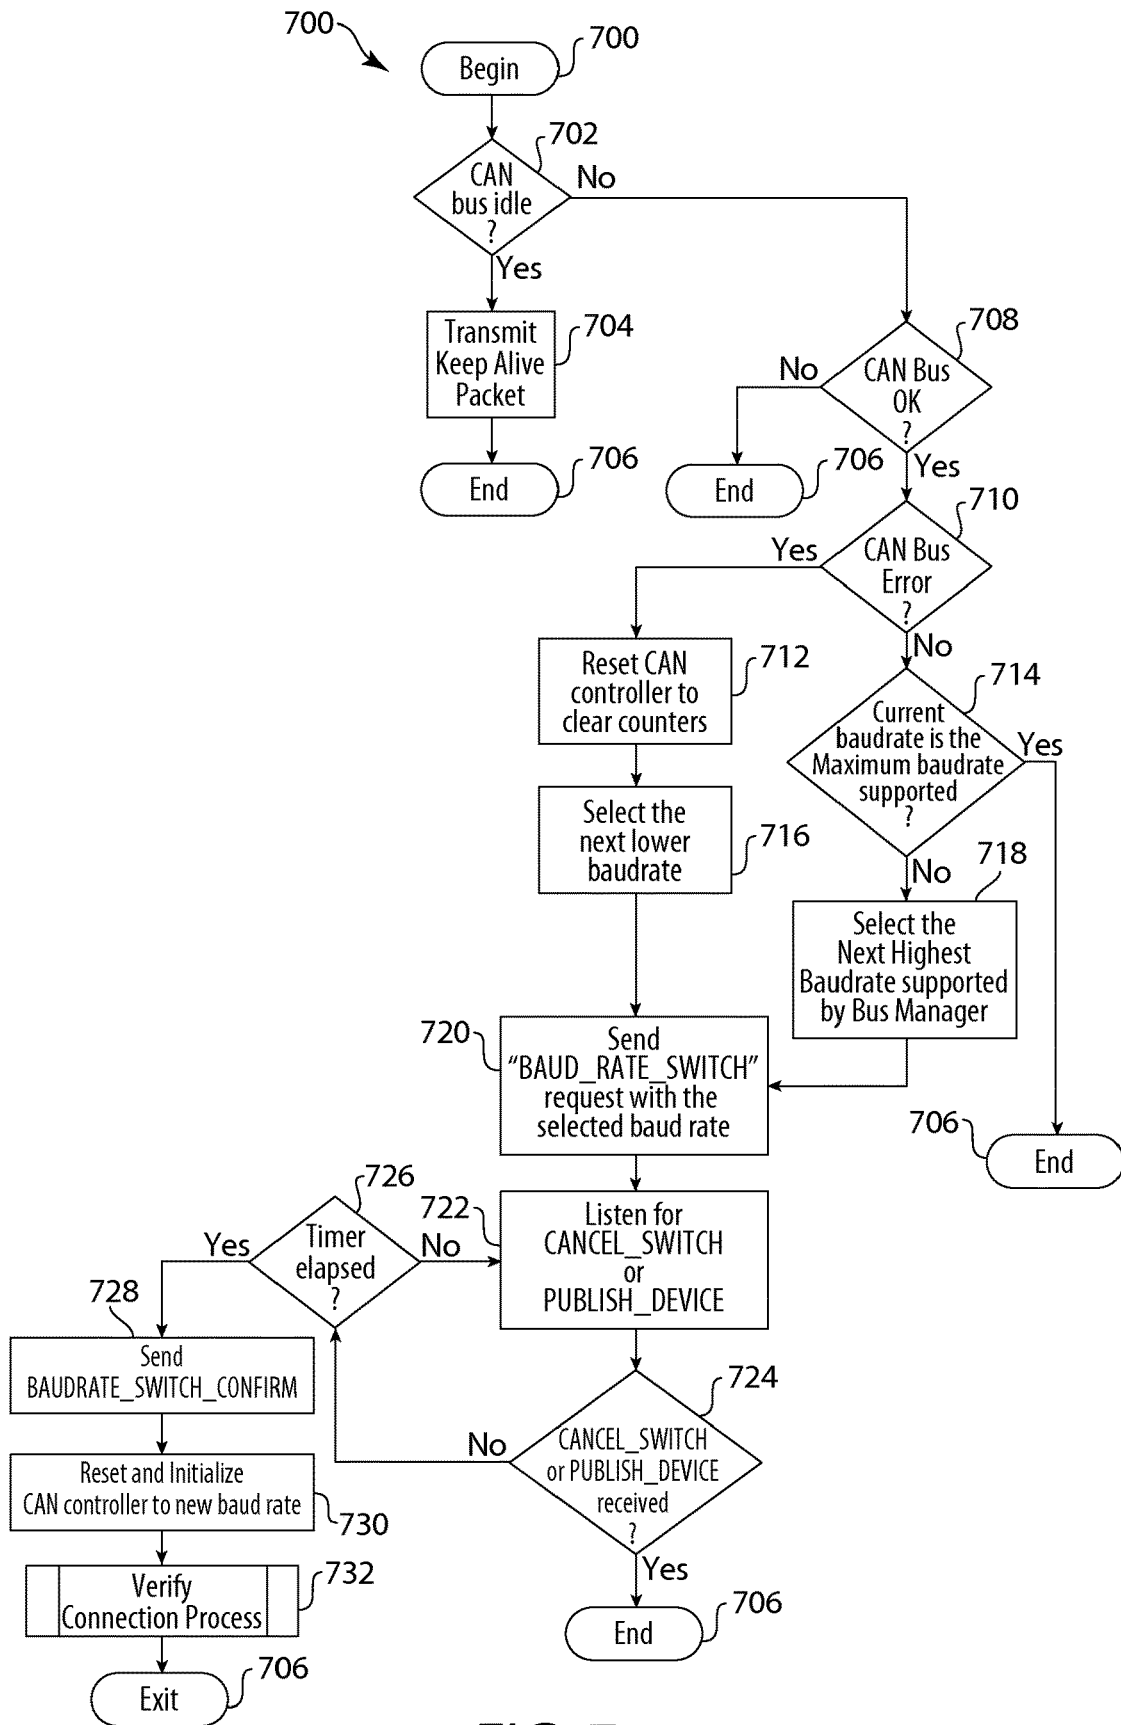 700
Begin
700
702
CAN
bus idle
?
No
Yes
Transmit
Keep Alive
Packet
704
End
706
708
CAN Bus
OK
?
No
Yes
End
706
710
CAN Bus
Error
?
Yes
No
Reset CAN
controller to
clear counters
712
714
Current
baudrate is the
Maximum baudrate
supported
?
Yes
No
Select the
next lower
baudrate
716
718
Select the
Next Highest
Baudrate supported
by Bus Manager
720
Send
“BAUD_RATE_SWITCH”
request with the
selected baud rate
706
End
726
Timer
elapsed
?
Yes
No
722
Listen for
CANCEL_SWITCH
or
PUBLISH_DEVICE
728
Send
BAUDRATE_SWITCH_CONFIRM
724
CANCEL_SWITCH
or PUBLISH_DEVICE
received
?
No
Yes
Reset and Initialize
CAN controller to new baud rate
730
Verify
Connection Process
732
End
706
Exit
706